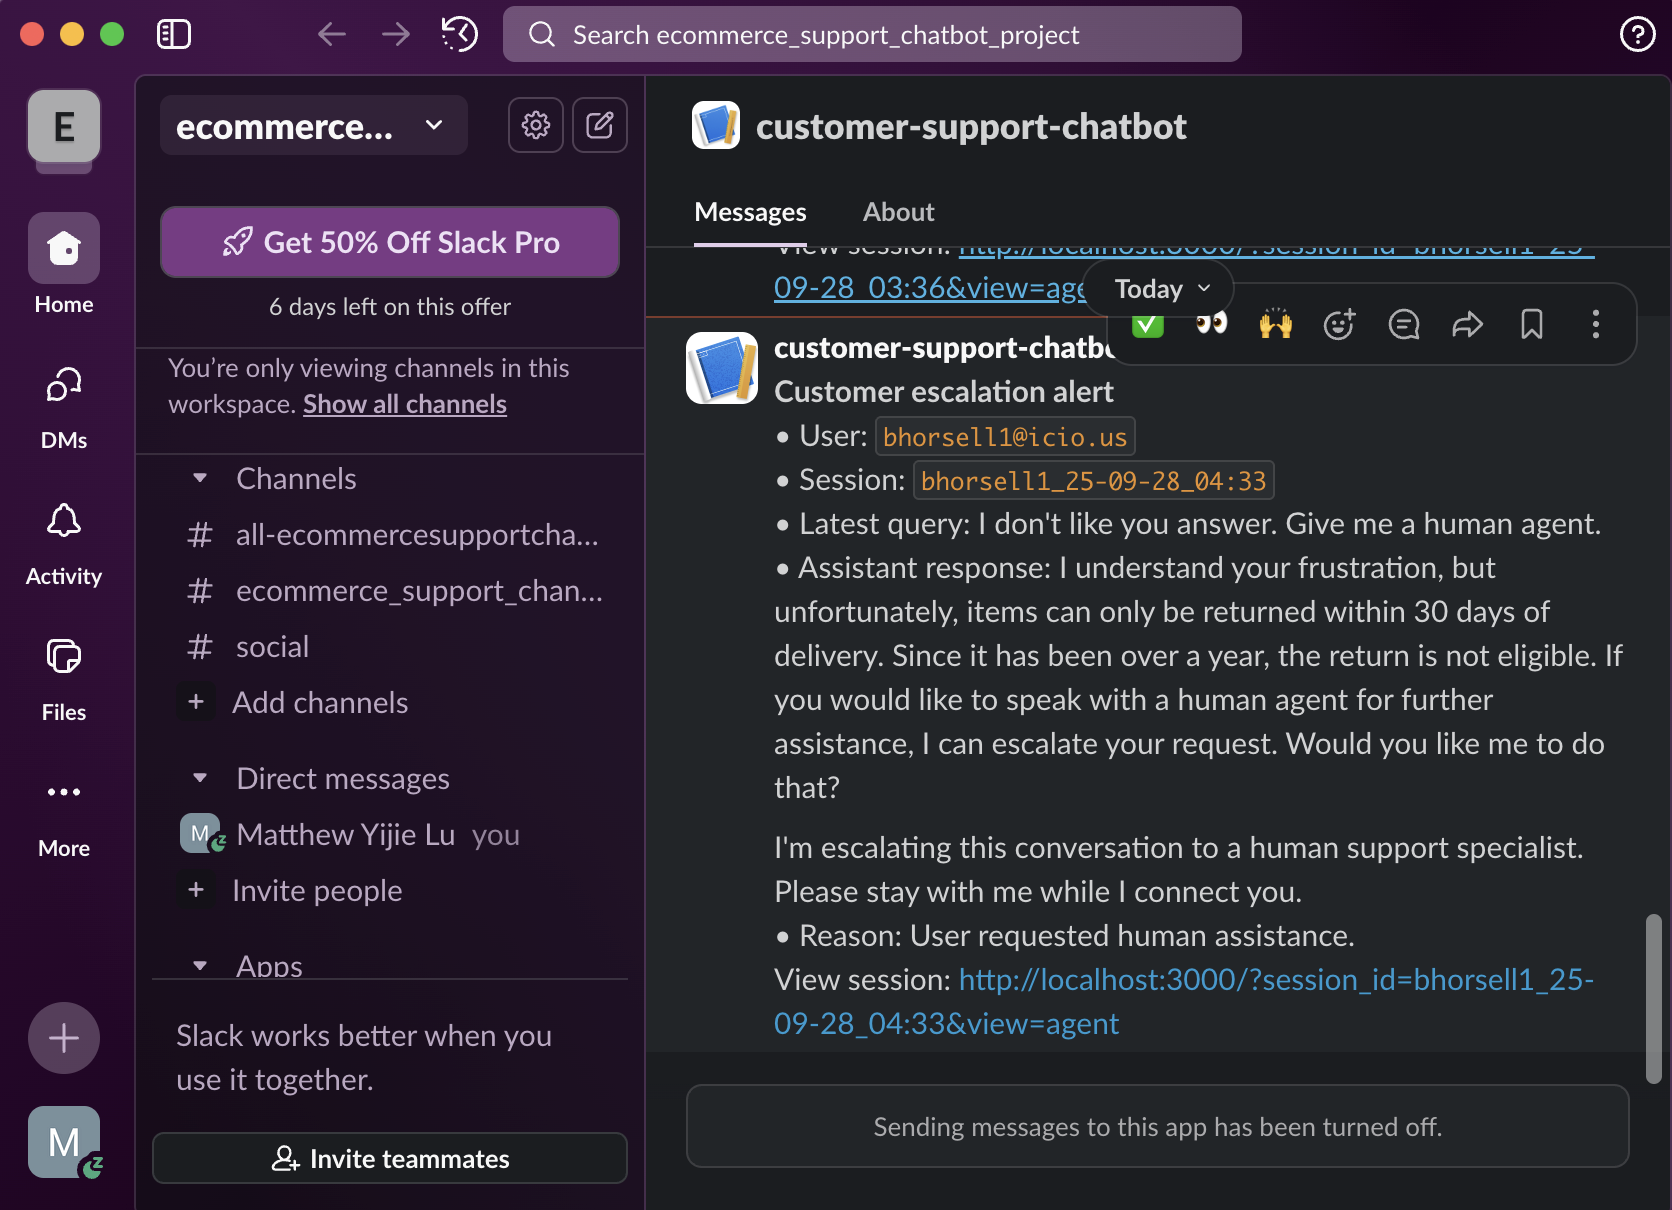 Search ecommerce_support_chatbot_project
E
ecommerce...
Get 50% Off Slack Pro
6 days left on this offer
You're only viewing channels in this
workspace. Show all channels
Channels
# all-ecommercesupportcha...
# ecommerce_support_chan...
# social
+ Add channels
Direct messages
M Matthew Yijie Lu you
+ Invite people
Apps
Slack works better when you
use it together.
Invite teammates
Home
DMs
Activity
Files
More
M
customer-support-chatbot
Messages
About
View session: http://localhost:3000/?session_id=bhorsell1_25-
09-28_03:36&view=age
Today
customer-support-chatbo
Customer escalation alert
• User: bhorsell1@icio.us
• Session: bhorsell1_25-09-28_04:33
• Latest query: I don't like you answer. Give me a human agent.
• Assistant response: I understand your frustration, but
unfortunately, items can only be returned within 30 days of
delivery. Since it has been over a year, the return is not eligible. If
you would like to speak with a human agent for further
assistance, I can escalate your request. Would you like me to do
that?
I'm escalating this conversation to a human support specialist.
Please stay with me while I connect you.
• Reason: User requested human assistance.
View session: http://localhost:3000/?session_id=bhorsell1_25-
09-28_04:33&view=agent
Sending messages to this app has been turned off.